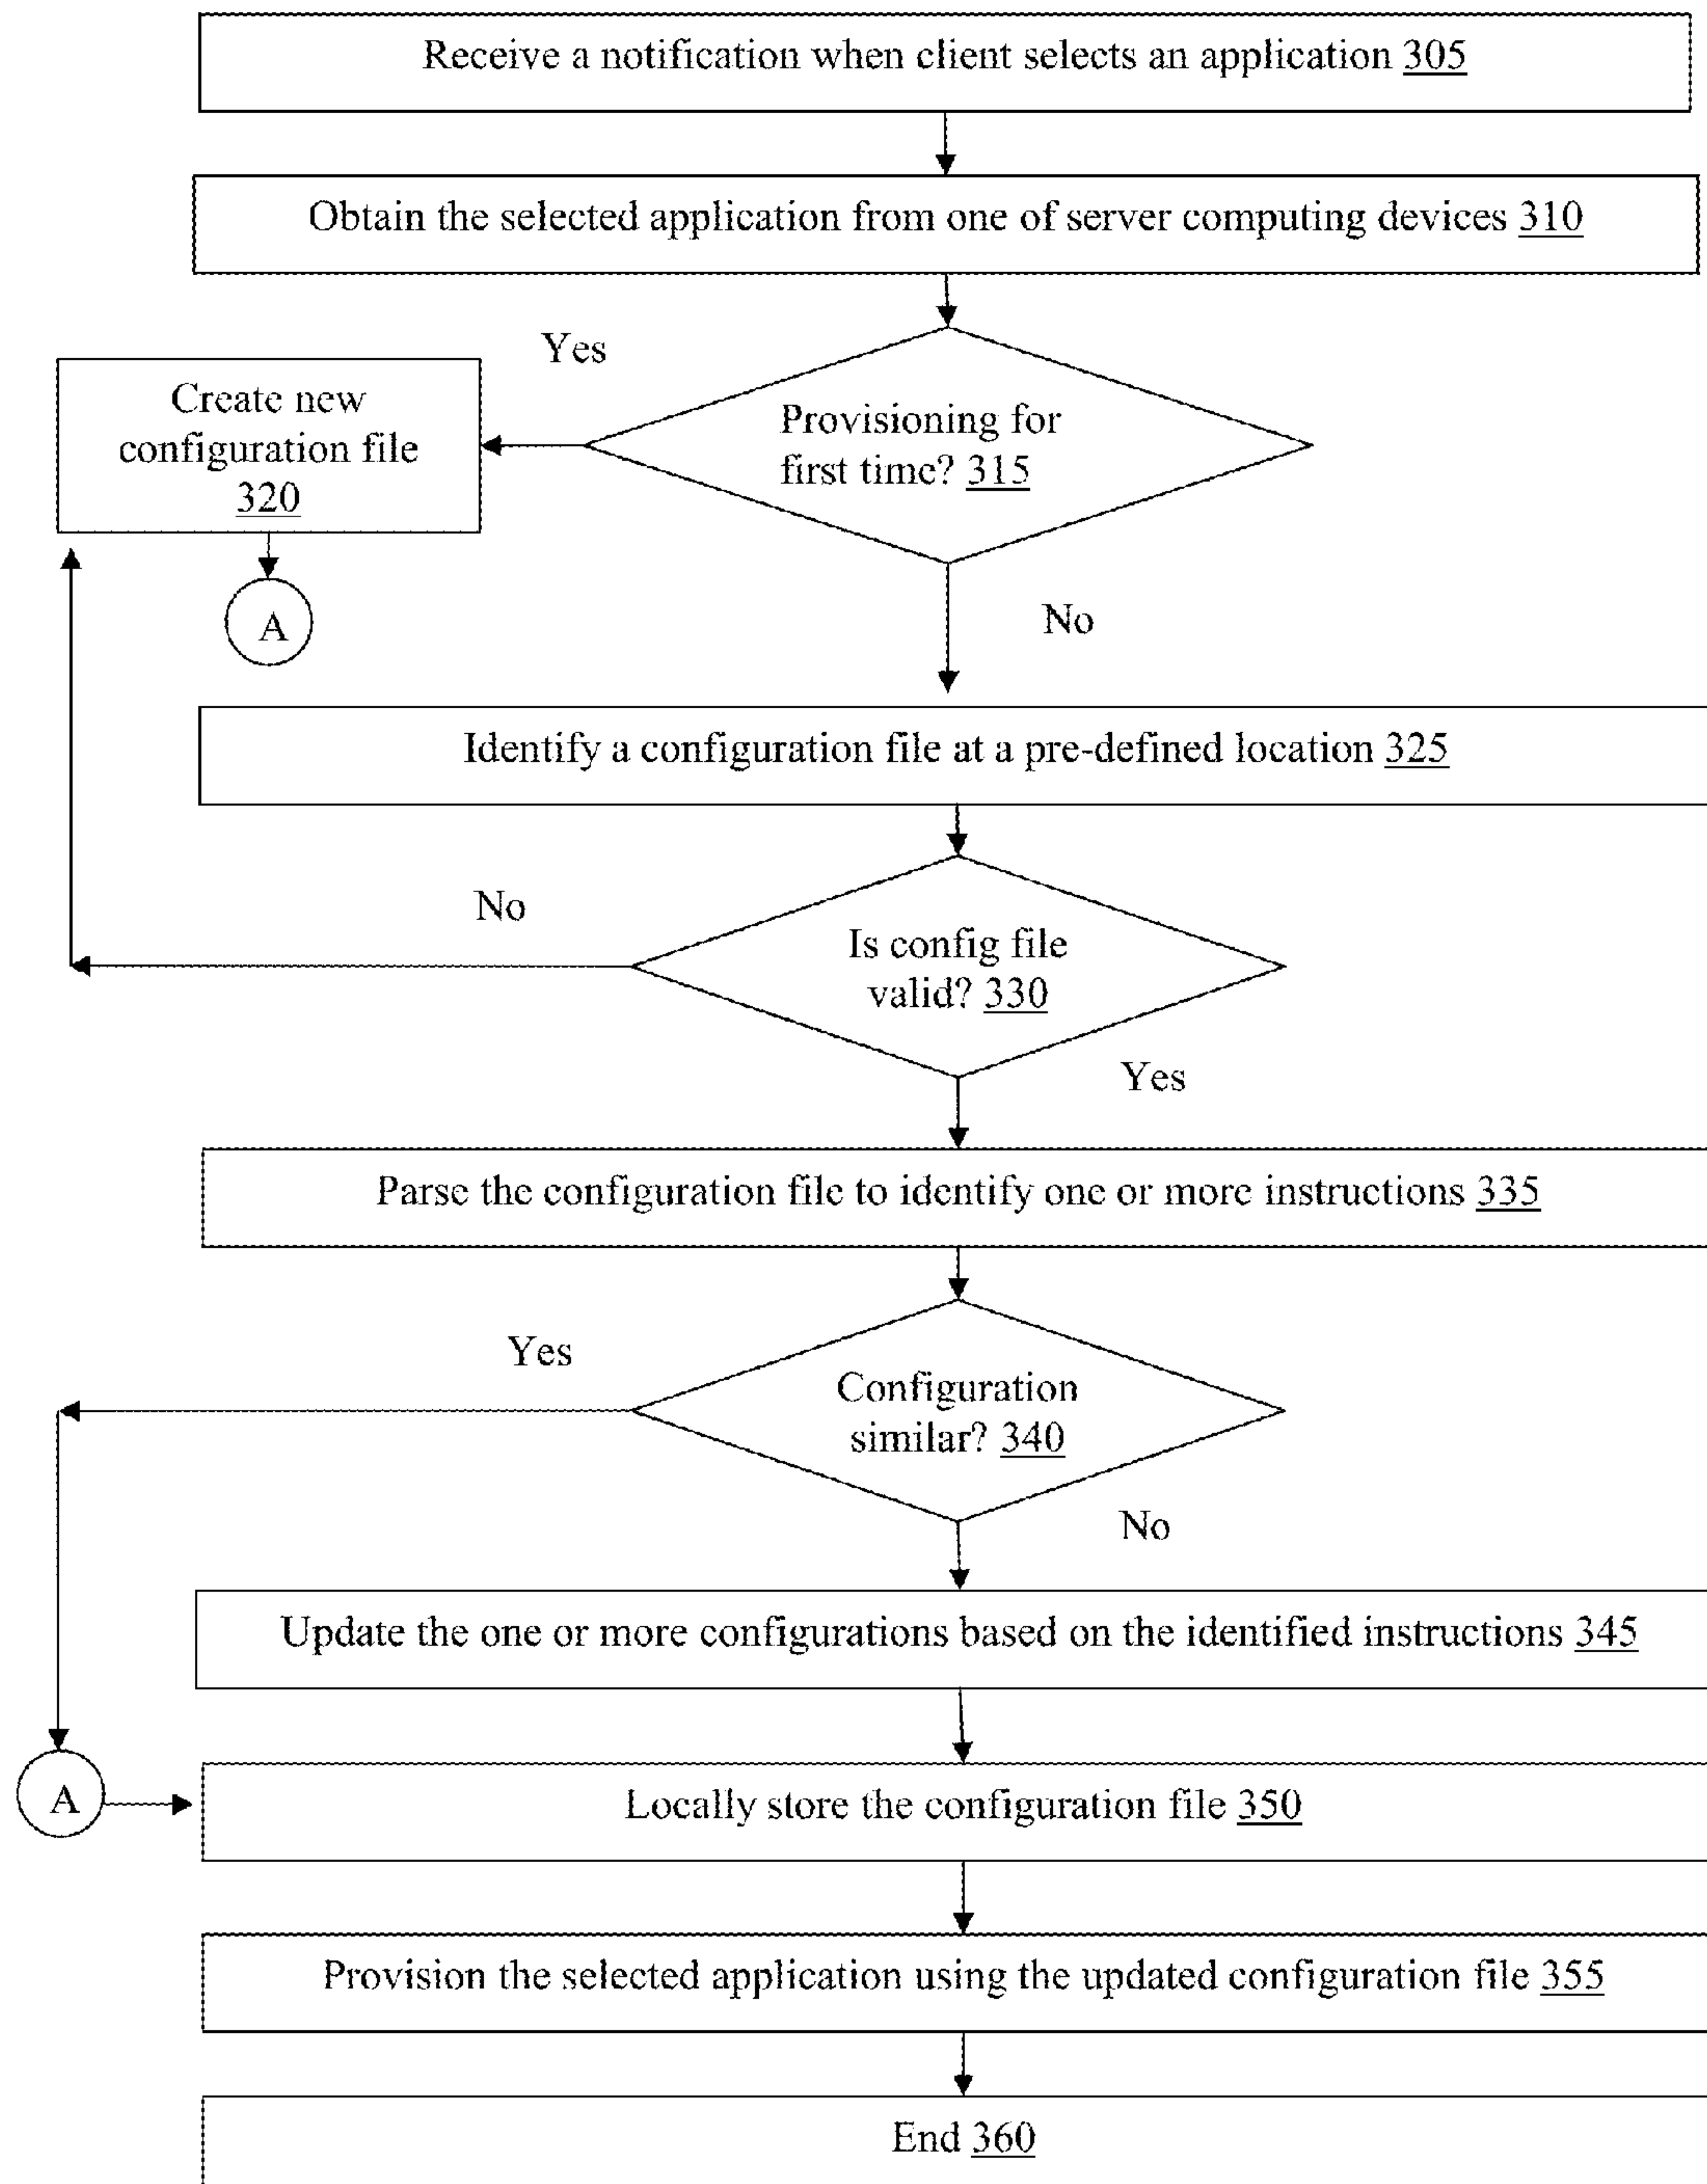 Receive a notification when client selects an application 305
Obtain the selected application from one of server computing devices 310
Yes
Create new
configuration file
320
Provisioning for
first time? 315
A
No
Identify a configuration file at a pre-defined location 325
No
Is config file
valid? 330
Yes
Parse the configuration file to identify one or more instructions 335
Yes
Configuration
similar? 340
No
Update the one or more configurations based on the identified instructions 345
A
Locally store the configuration file 350
Provision the selected application using the updated configuration file 355
End 360